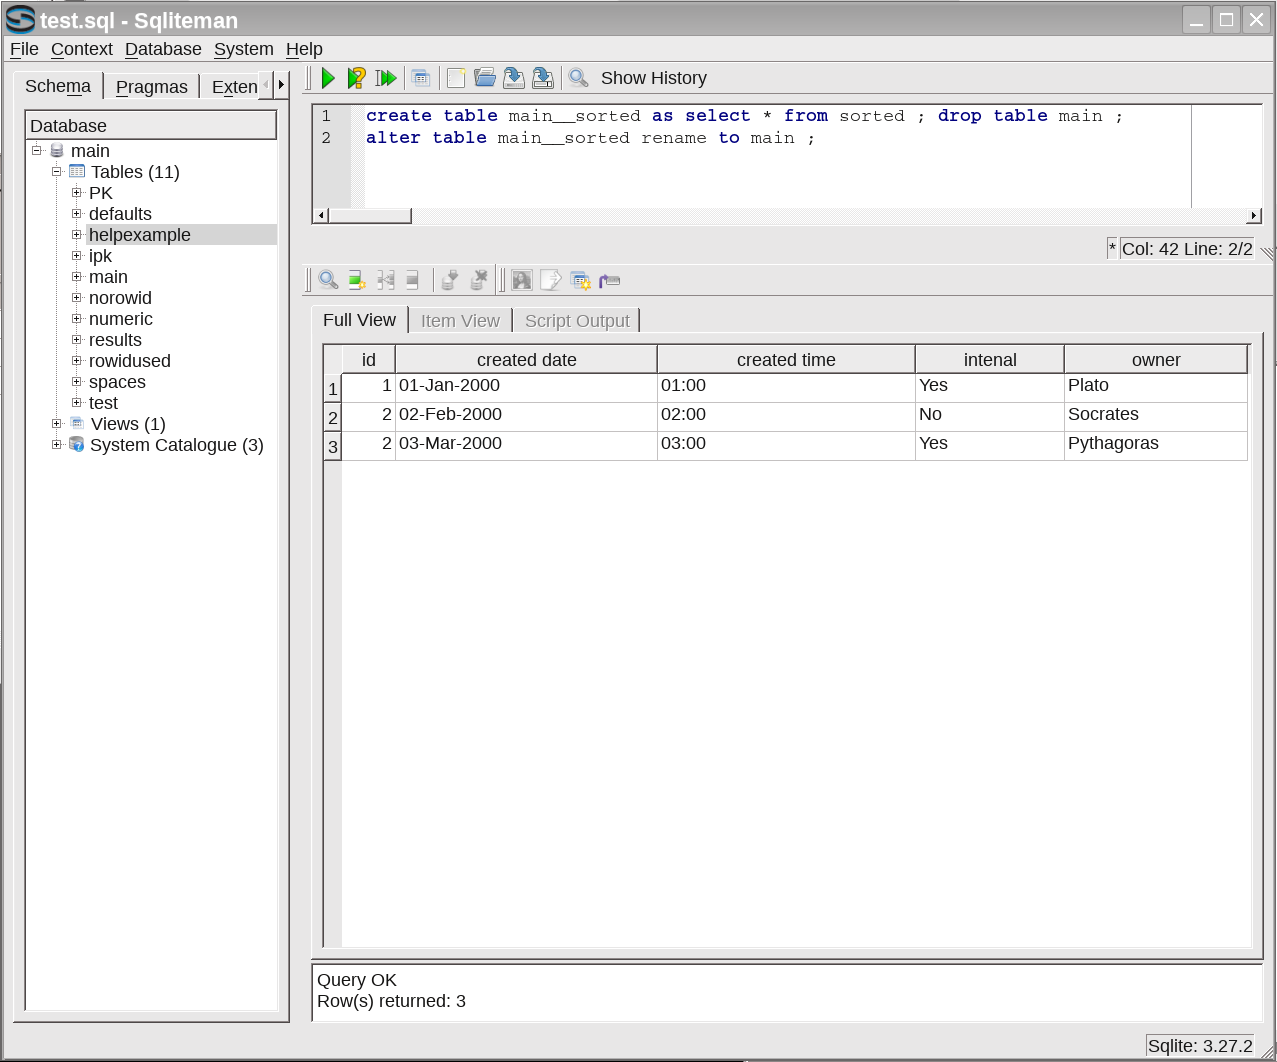 test.sql - Sqliteman
File Context Database System Help
Schema Pragmas Exten
Show History
Database
main
Tables (11)
PK
defaults
helpexample
ipk
main
norowid
numeric
results
rowidused
spaces
test
Views (1)
System Catalogue (3)
1 create table main__sorted as select * from sorted ; drop table main ;
2 alter table main__sorted rename to main ;
* Col: 42 Line: 2/2
Full View Item View Script Output
id created date created time intenal owner
1 1 01-Jan-2000 01:00 Yes Plato
2 2 02-Feb-2000 02:00 No Socrates
3 2 03-Mar-2000 03:00 Yes Pythagoras
Query OK
Row(s) returned: 3
Sqlite: 3.27.2